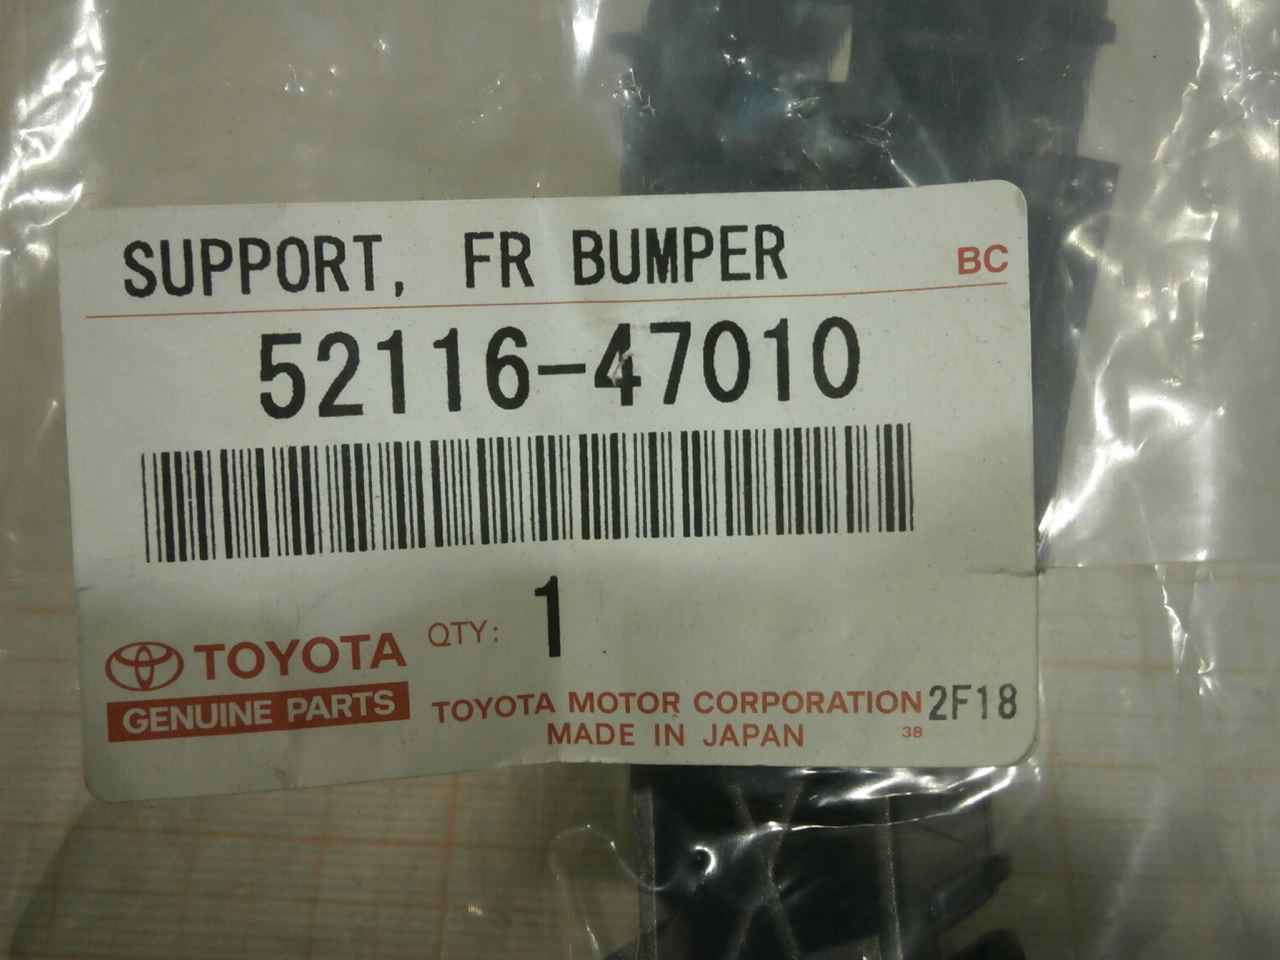 SUPPORT, FR BUMPER BC
52116-47010
QTY: 1
TOYOTA
GENUINE PARTS
TOYOTA MOTOR CORPORATION 2F18
MADE IN JAPAN 38